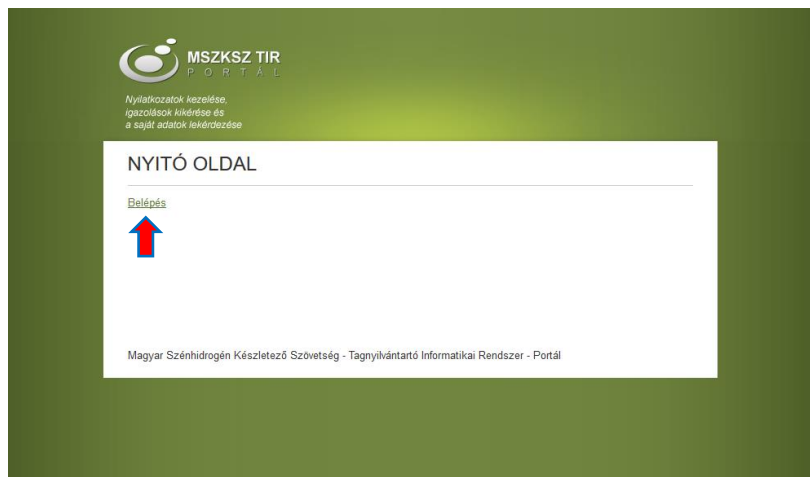 MSZKSZ TIR
PORTÁL
Nyilatkozatok kezelése,
igazolások kikérése és
a saját adatok lekérdezése
NYITÓ OLDAL
Belépés
Magyar Szénhidrogén Készletező Szövetség - Tagnyilvántartó Informatikai Rendszer - Portál